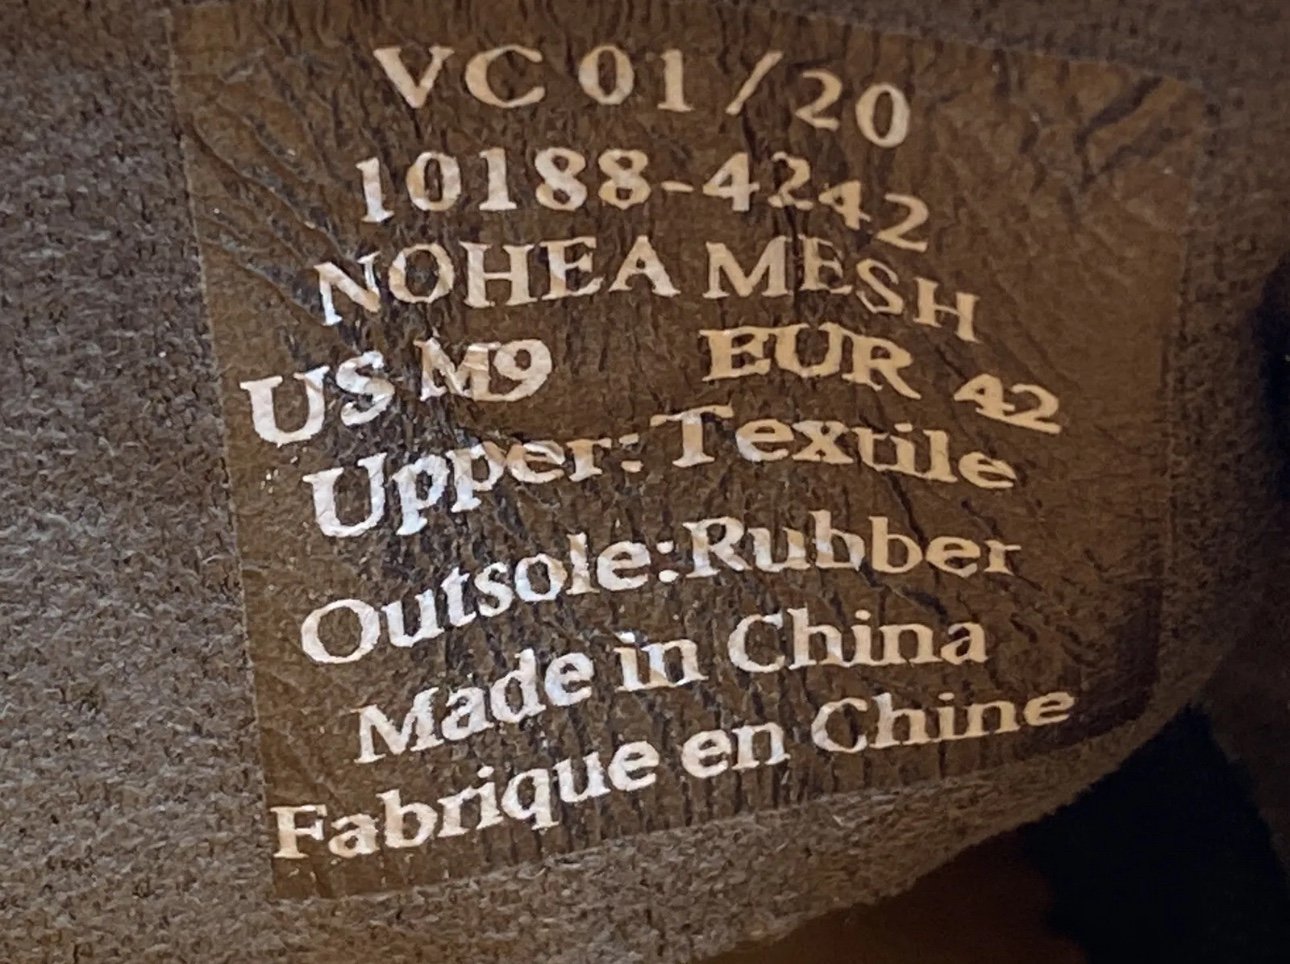 VC 01/20
10188-4242
NOHEA MESH
US M9 EUR 42
Upper:Textile
Outsole:Rubber
Made in China
Fabrique en Chine